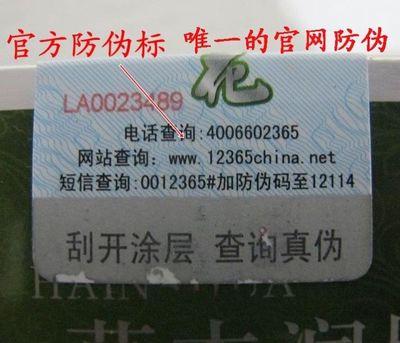 官方防伪标 唯一的官网防伪
LA0023489
电话查询:4006602365
网站查询: www.12365china.net
短信查询:0012365#加防伪码至12114
刮开涂层 查询真伪
HAIN